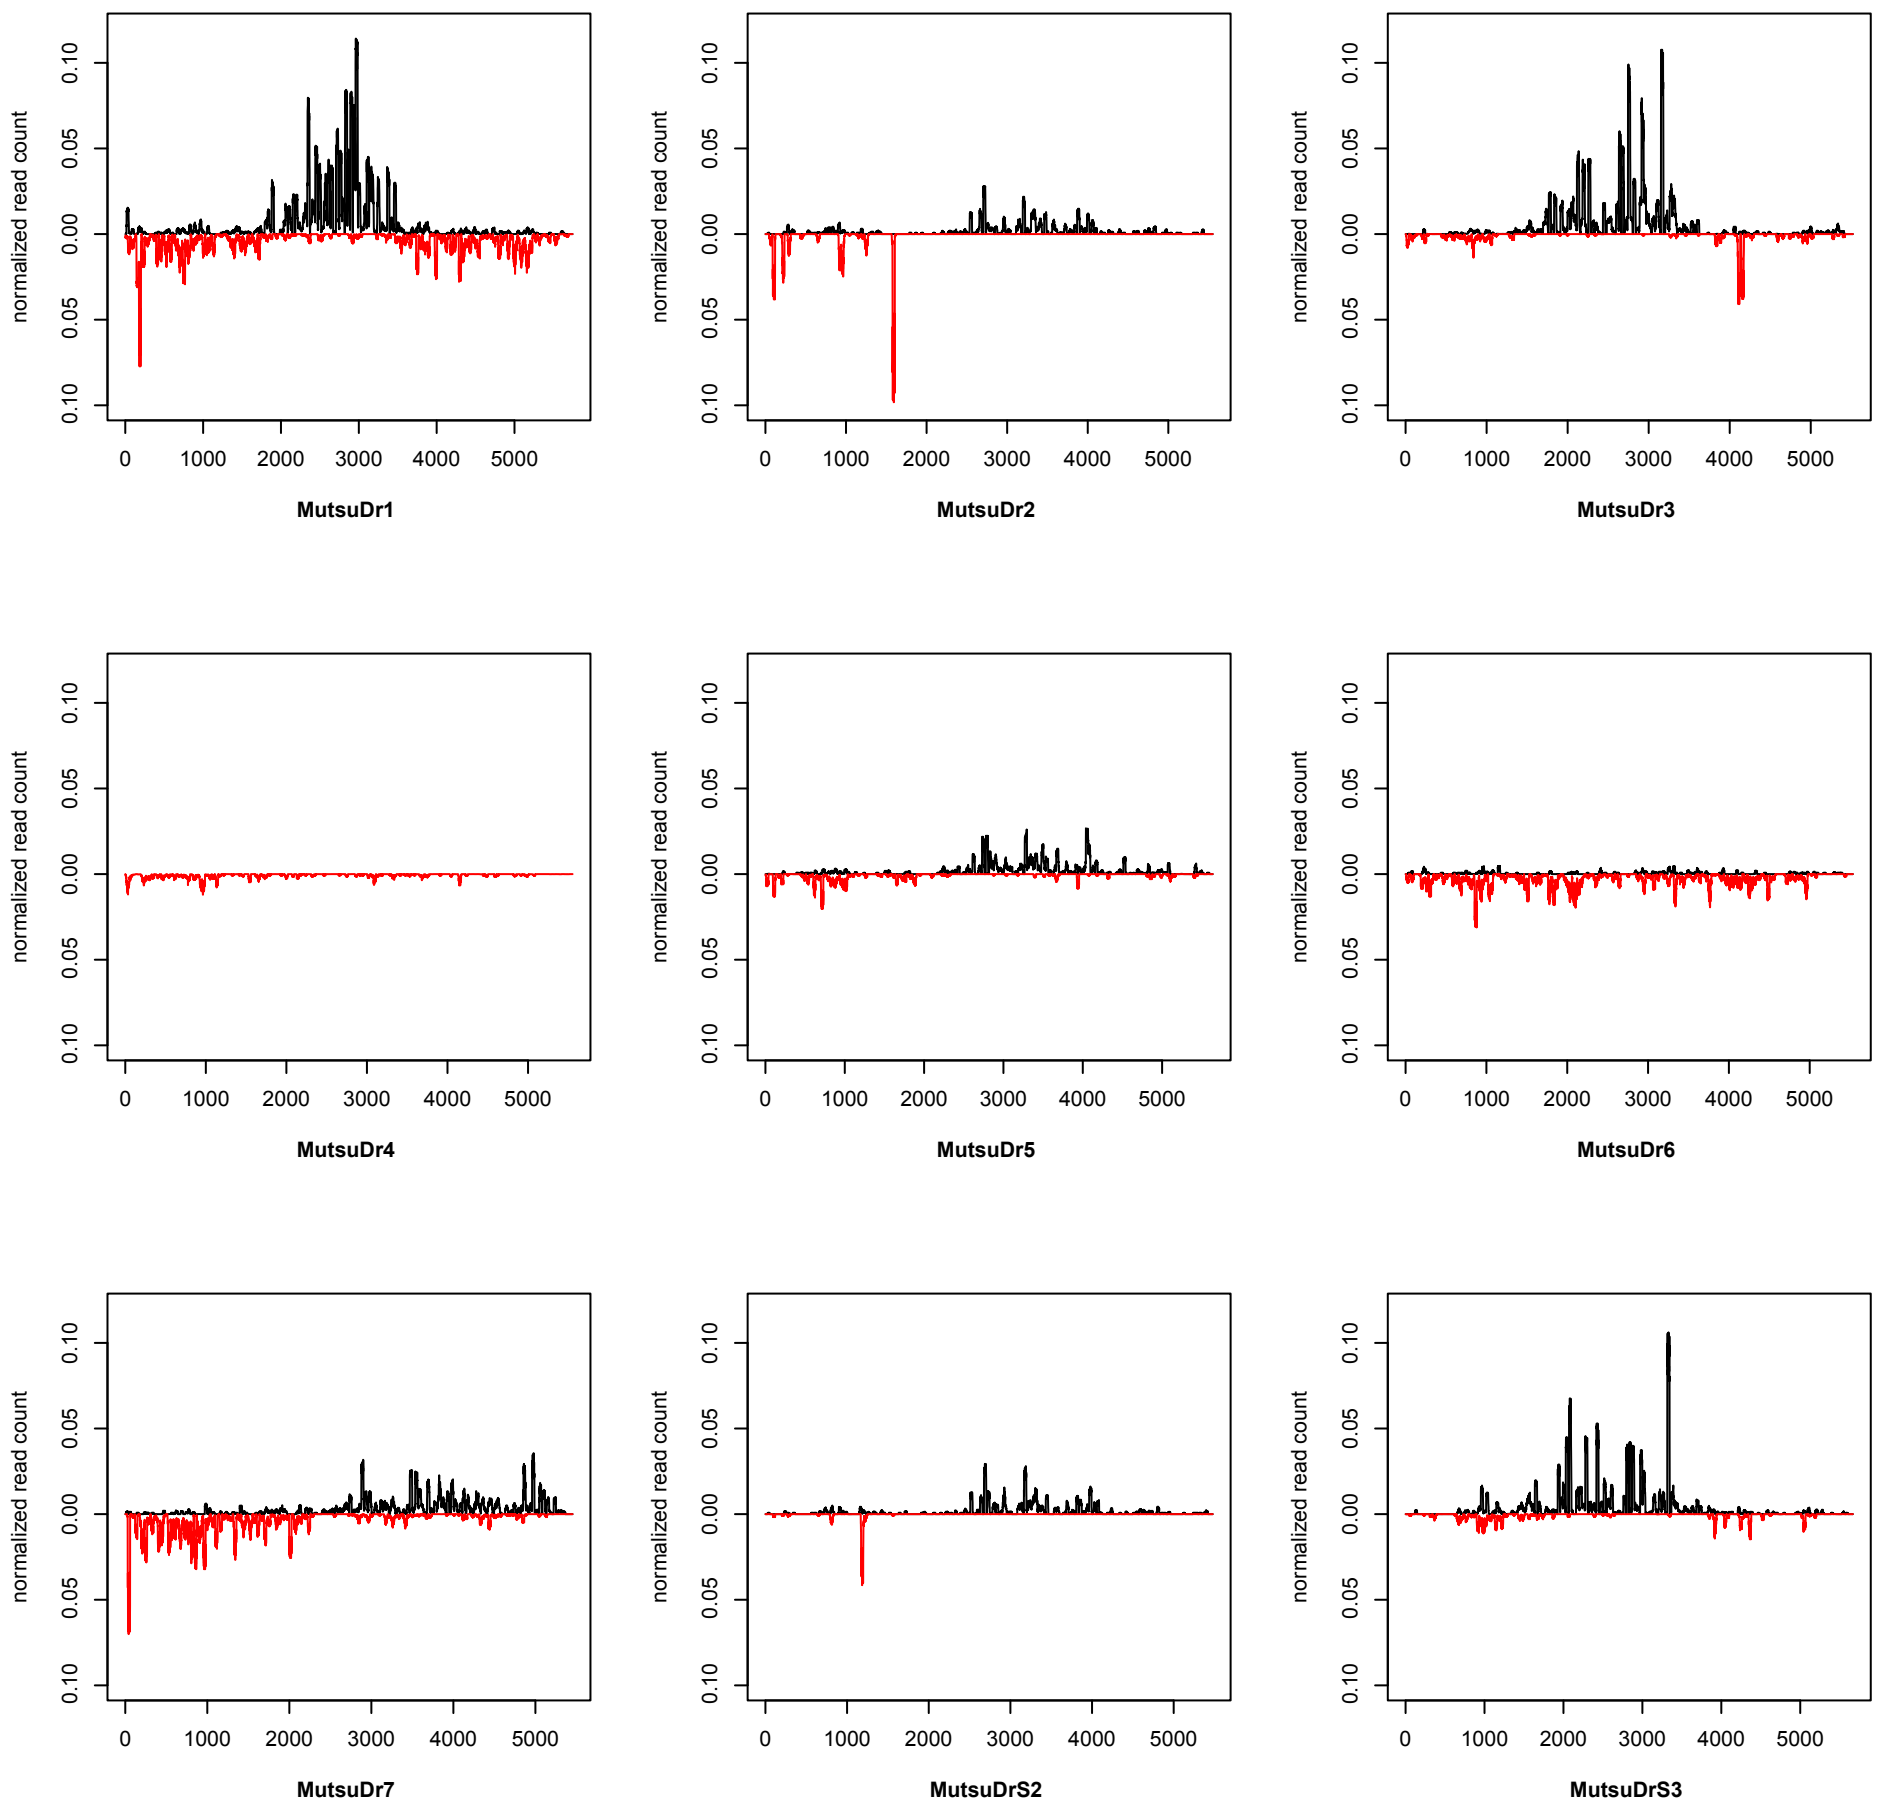 normalized read count
0.10 0.05 0.00 0.05 0.10
0 1000 2000 3000 4000 5000
MutsuDr1
normalized read count
0.10 0.05 0.00 0.05 0.10
0 1000 2000 3000 4000 5000
MutsuDr2
normalized read count
0.10 0.05 0.00 0.05 0.10
0 1000 2000 3000 4000 5000
MutsuDr3
normalized read count
0.10 0.05 0.00 0.05 0.10
0 1000 2000 3000 4000 5000
MutsuDr4
normalized read count
0.10 0.05 0.00 0.05 0.10
0 1000 2000 3000 4000 5000
MutsuDr5
normalized read count
0.10 0.05 0.00 0.05 0.10
0 1000 2000 3000 4000 5000
MutsuDr6
normalized read count
0.10 0.05 0.00 0.05 0.10
0 1000 2000 3000 4000 5000
MutsuDr7
normalized read count
0.10 0.05 0.00 0.05 0.10
0 1000 2000 3000 4000 5000
MutsuDrS2
normalized read count
0.10 0.05 0.00 0.05 0.10
0 1000 2000 3000 4000 5000
MutsuDrS3